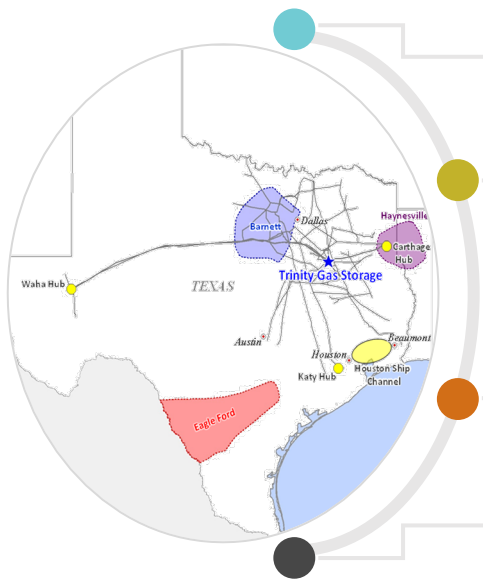 Dallas
Haynesville
Barnett
Carthage
Hub
Trinity Gas Storage
Waha Hub
TEXAS
Austin
Beaumont
Houston
Houston Ship
Channel
Katy Hub
Eagle Ford